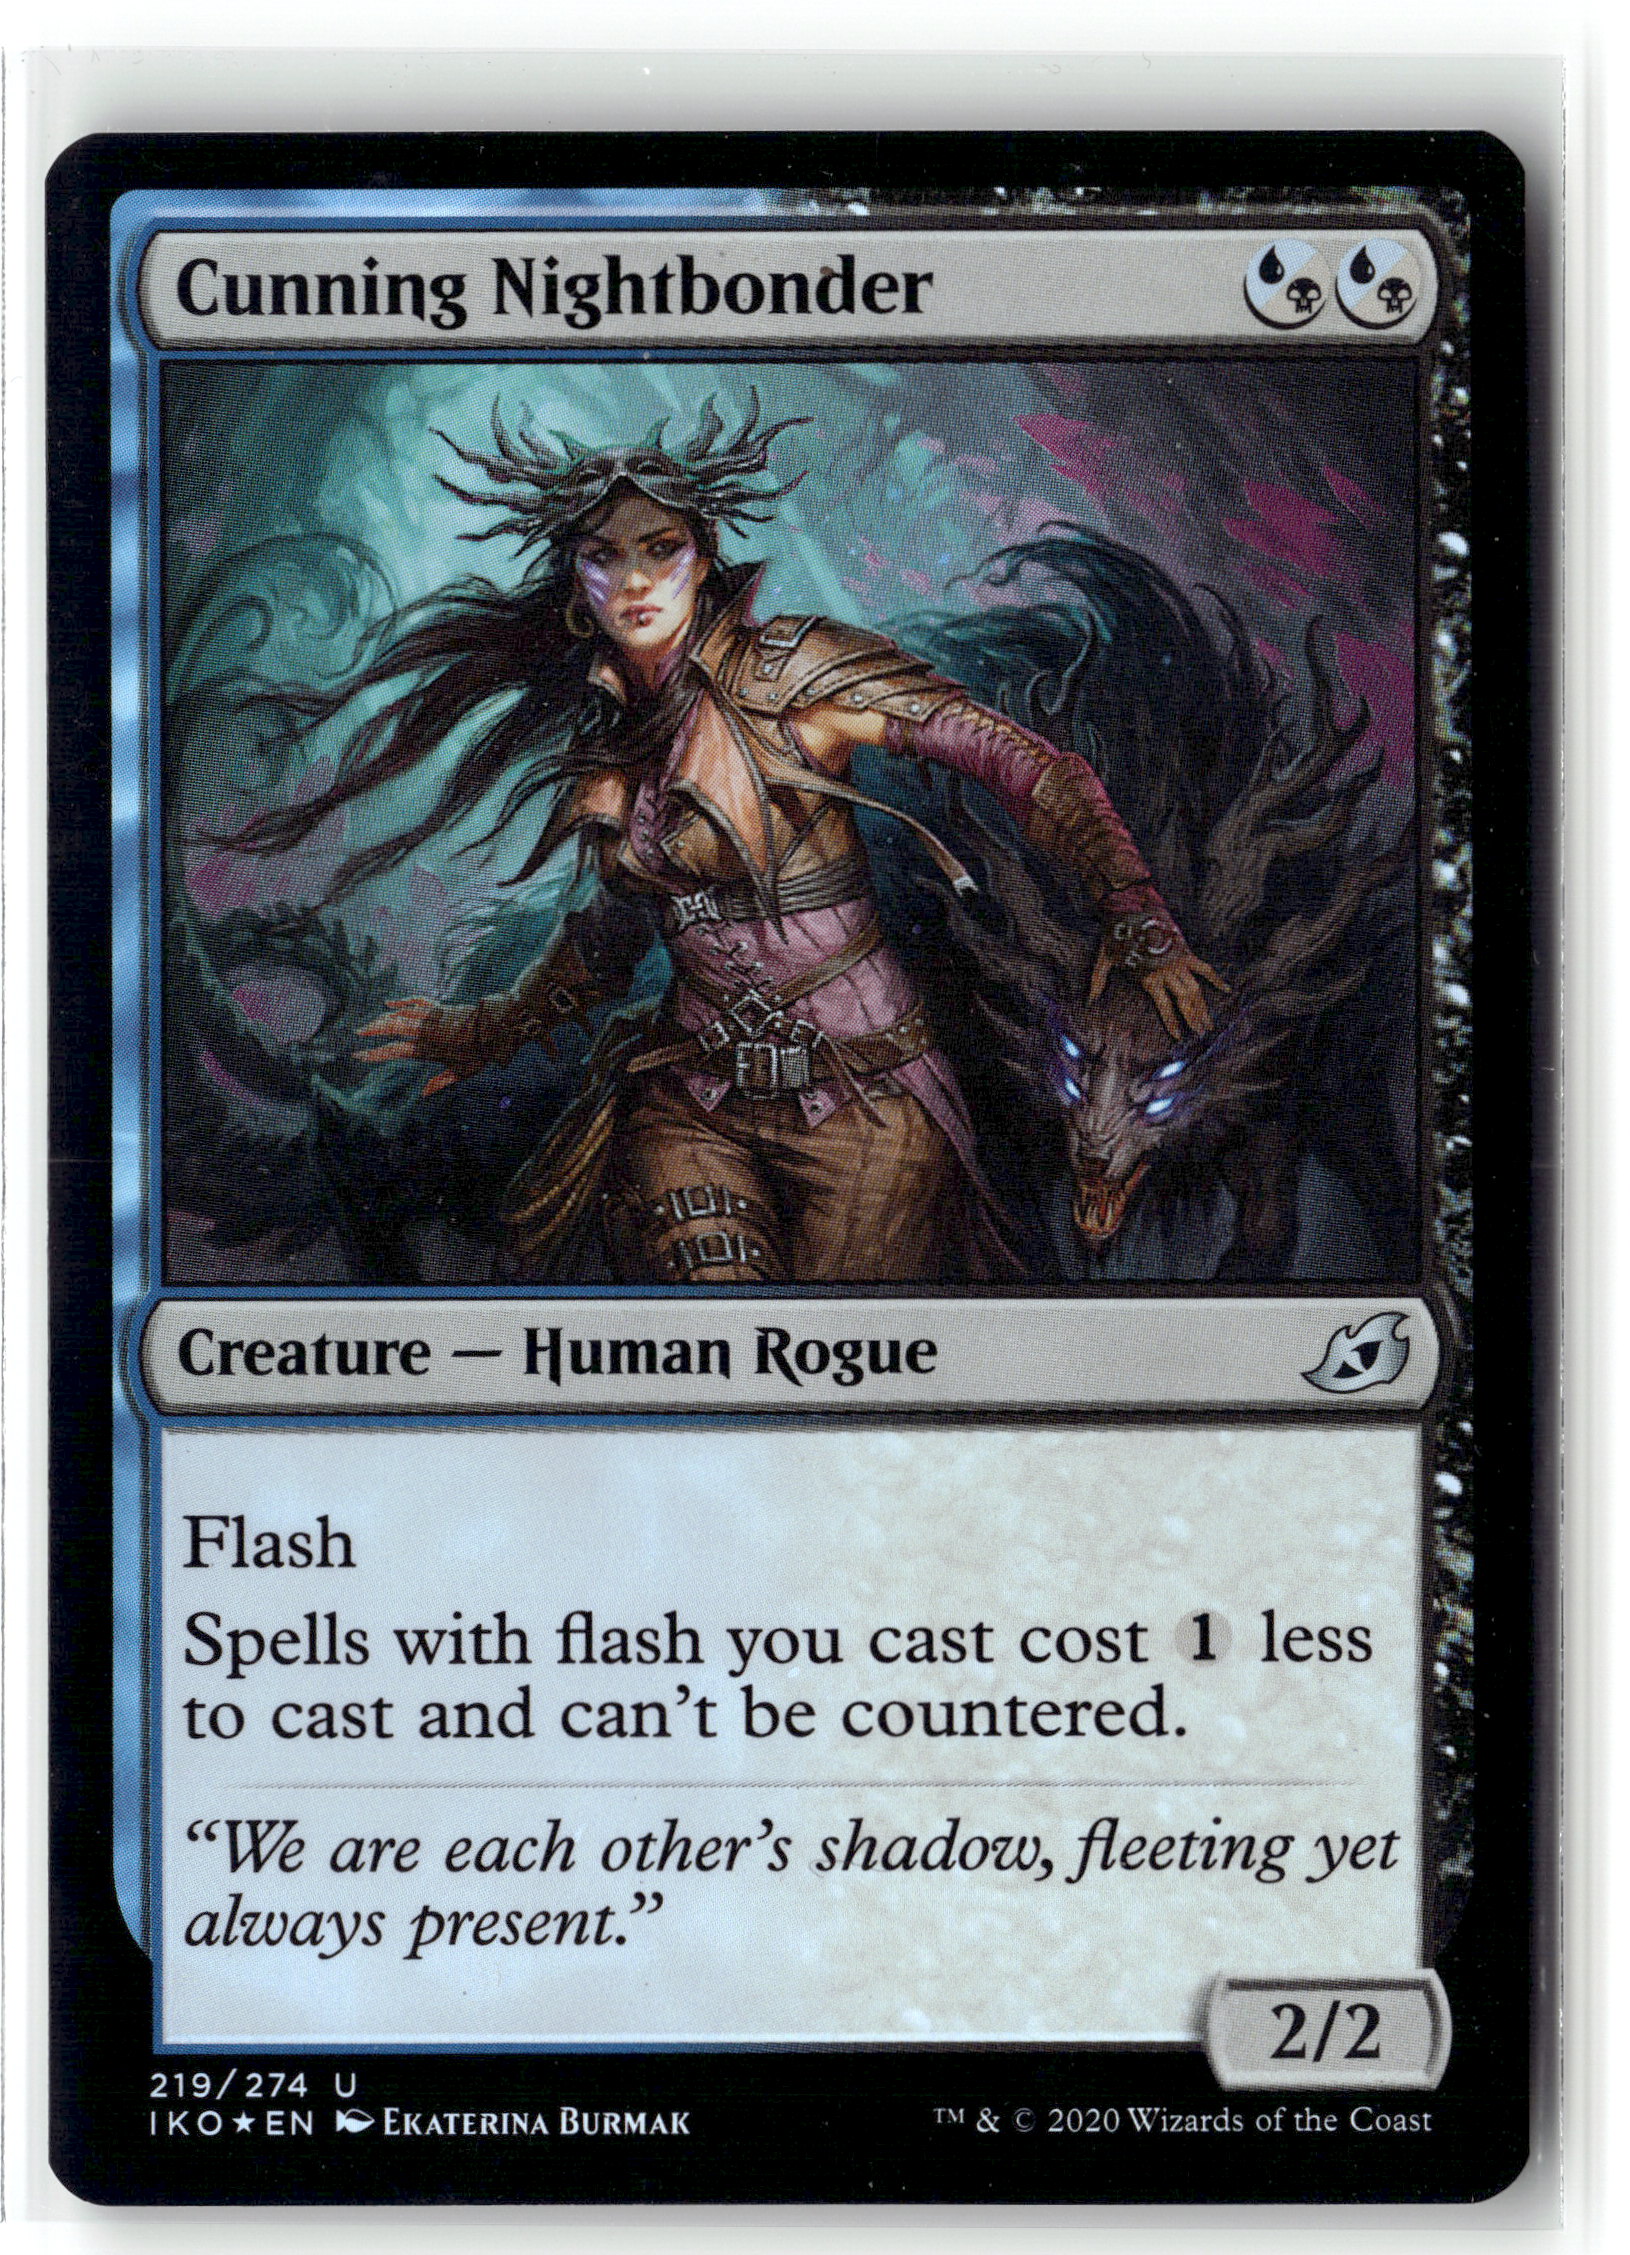 Cunning Nightbonder
Creature — Human Rogue
Flash
Spells with flash you cast cost 1 less
to cast and can't be countered.
“We are each other's shadow, fleeting yet
always present.”
2/2
219/274 U
IKO★EN EKATERINA BURMAK
™ & © 2020 Wizards of the Coast